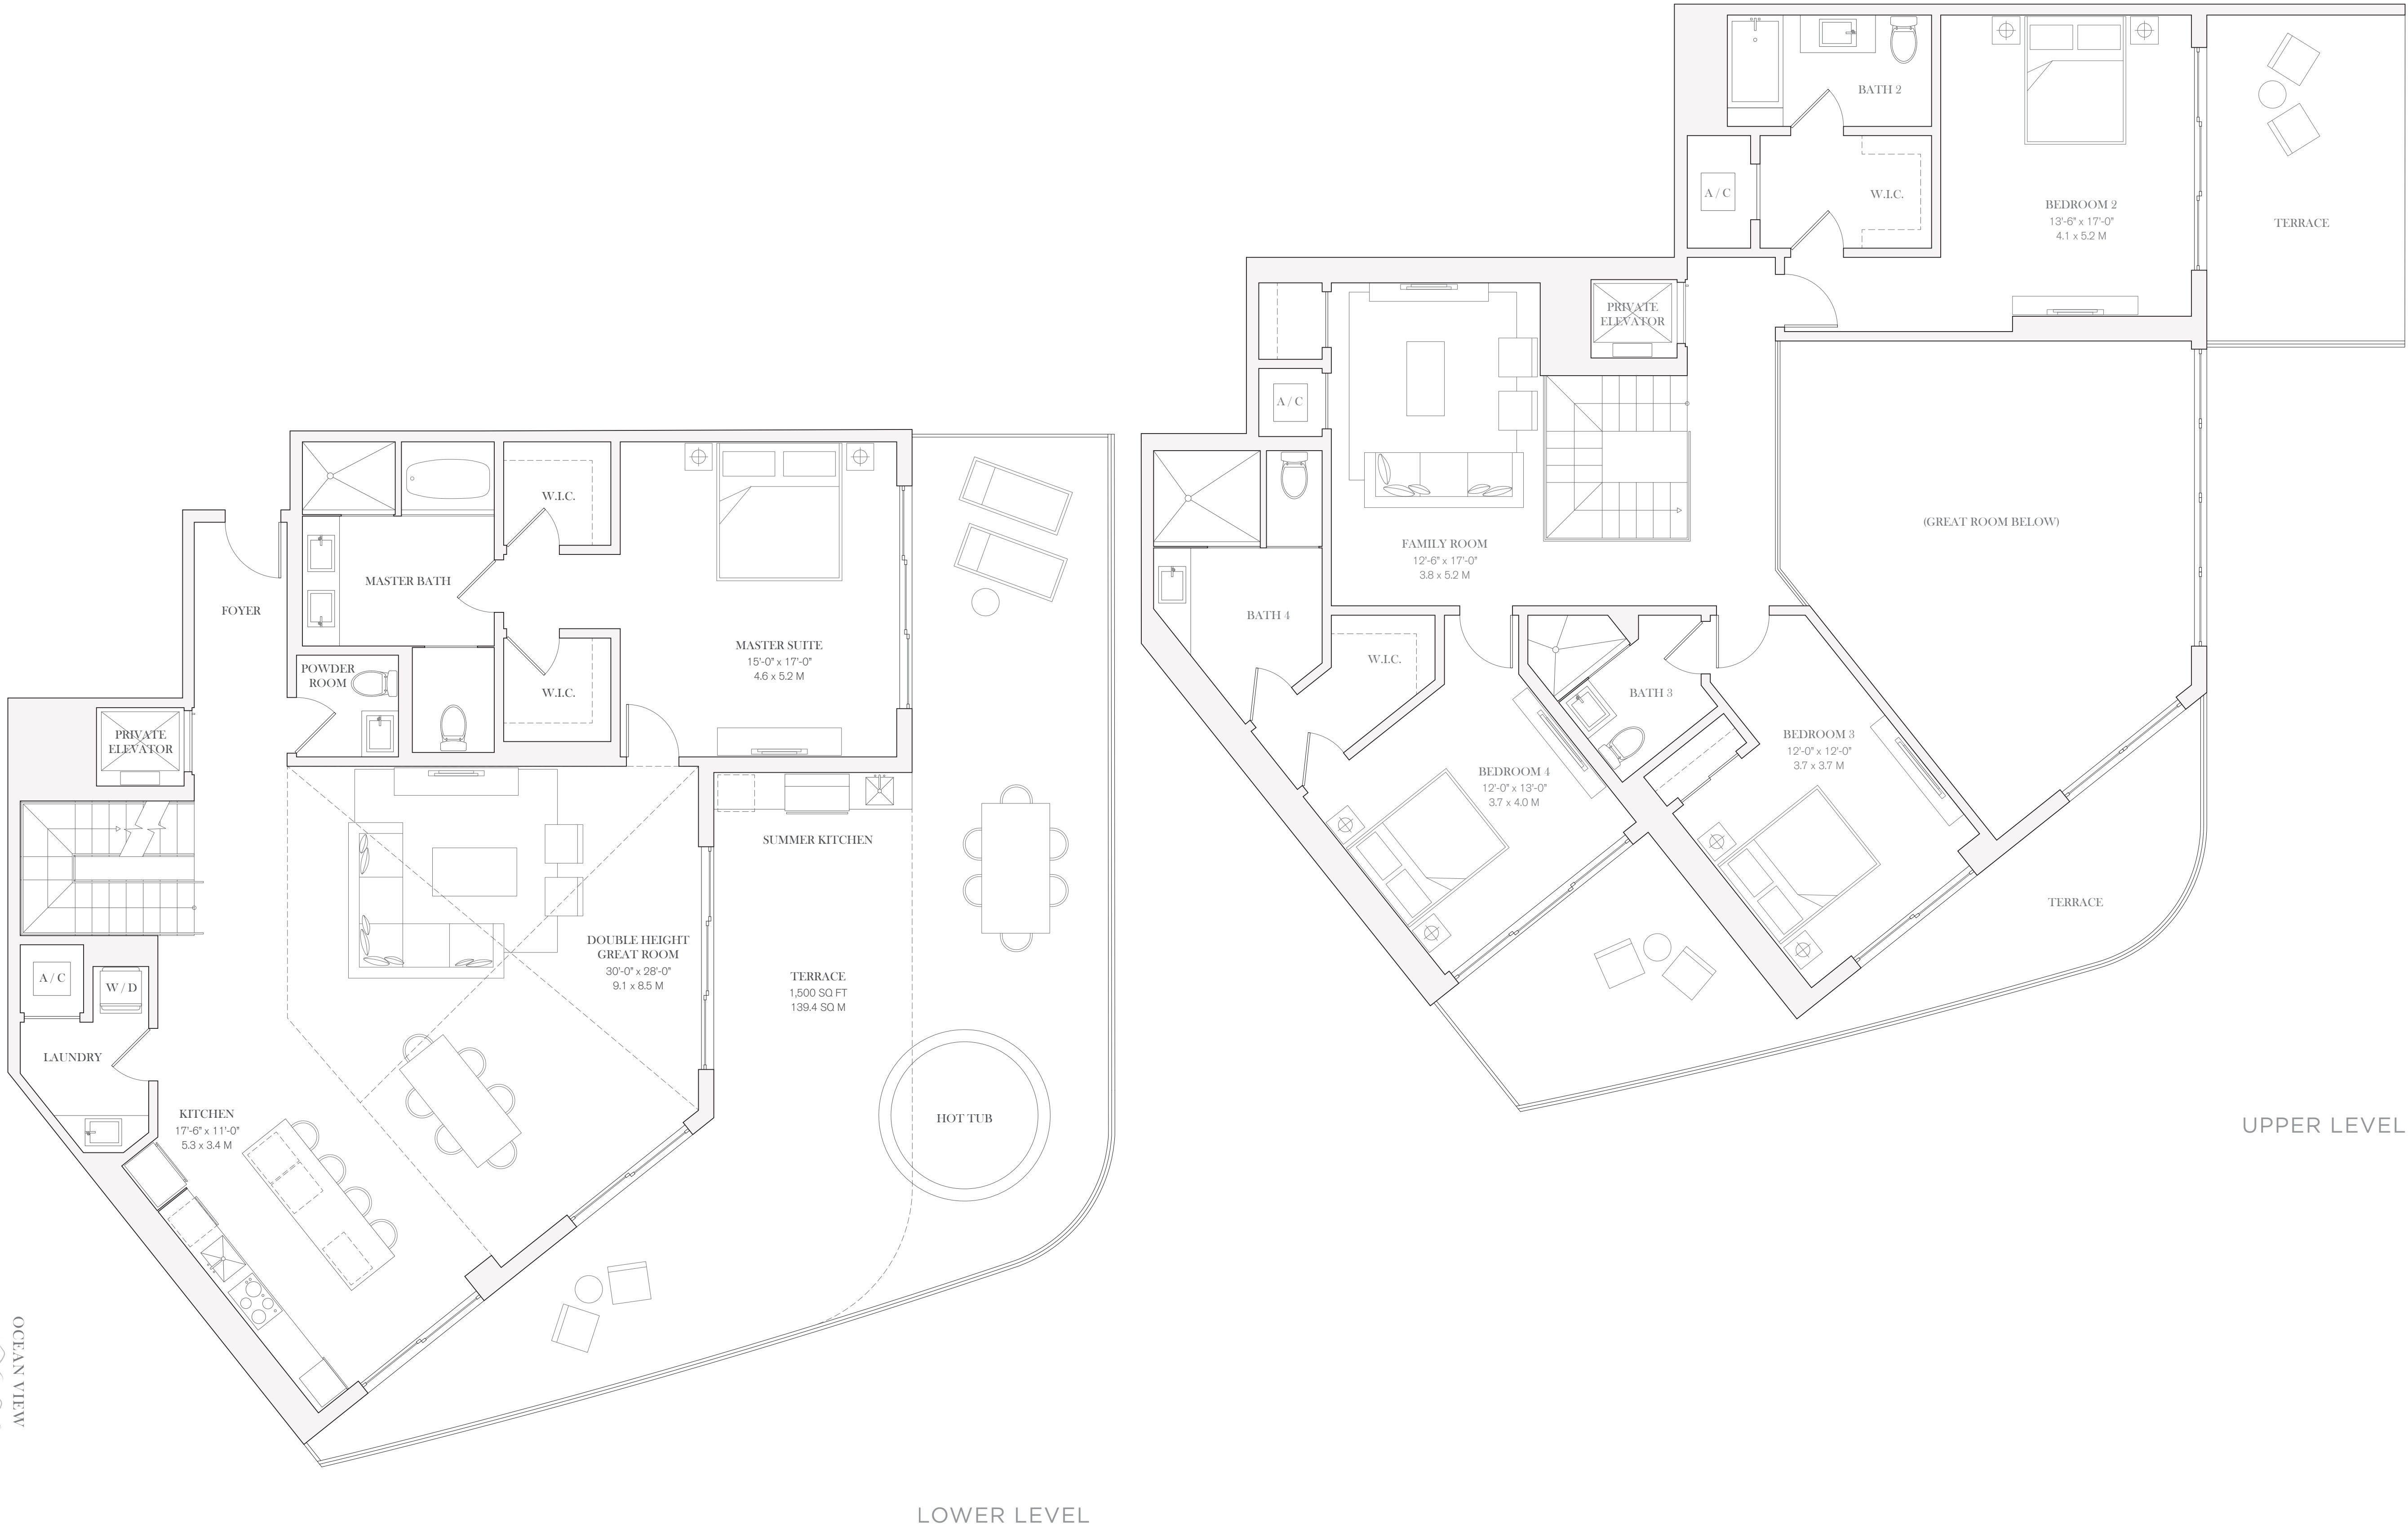 W.I.C.
MASTER BATH
FOYER
MASTER SUITE
15'-0" x 17'-0"
4.6 x 5.2 M
POWDER
ROOM
W.I.C.
PRIVATE
ELEVATOR
SUMMER KITCHEN
DOUBLE HEIGHT
GREAT ROOM
30'-0" x 28'-0"
9.1 x 8.5 M
TERRACE
1,500 SQ FT
139.4 SQ M
A / C
W / D
LAUNDRY
KITCHEN
17'-6" x 11'-0"
5.3 x 3.4 M
HOT TUB
OCEAN VIEW
LOWER LEVEL
BATH 2
A / C
W.I.C.
BEDROOM 2
13'-6" x 17'-0"
4.1 x 5.2 M
TERRACE
PRIVATE
ELEVATOR
A / C
(GREAT ROOM BELOW)
FAMILY ROOM
12'-6" x 17'-0"
3.8 x 5.2 M
BATH 4
W.I.C.
BATH 3
BEDROOM 3
12'-0" x 12'-0"
3.7 x 3.7 M
BEDROOM 4
12'-0" x 13'-0"
3.7 x 4.0 M
TERRACE
UPPER LEVEL